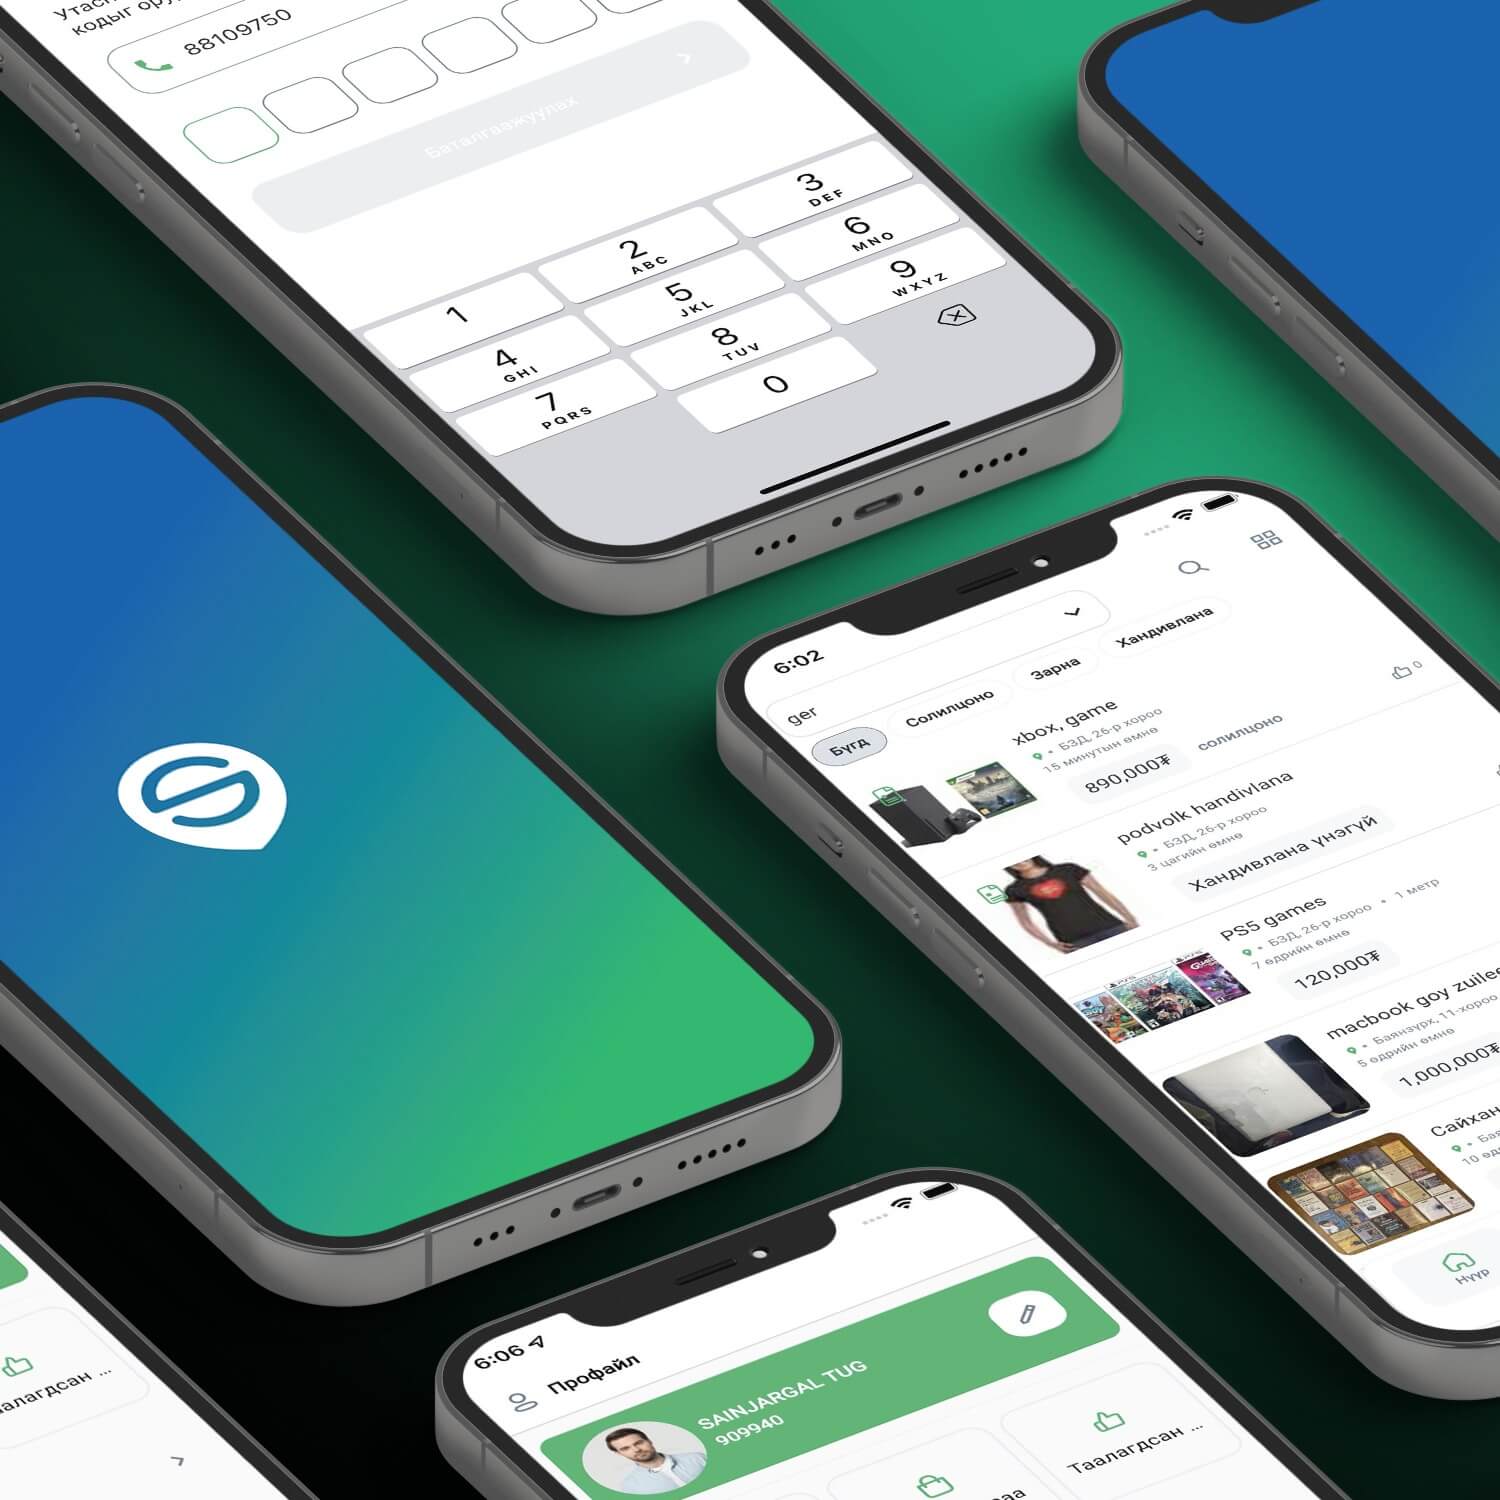 кодыг
88109750
Баталгаажуулах
1
2
ABC
3
DEF
4
GHI
5
JKL
6
MNO
7
PQRS
8
TUV
9
WXYZ
0
6:02
ger
Бүгд
Солилцоно
Зарна
Хандивлана
xbox, game
• БЗД, 26-р хороо
15 минутын өмнө
890,000₮
солилцоно
0
podvolk handivlana
• БЗД, 26-р хороо
3 цагийн өмнө
Хандивлана үнэгүй
PS5 games
• БЗД, 26-р хороо • 1 метр
7 өдрийн өмнө
120,000₮
macbook goy
• Баянзүрх, 11-хороо
5 өдрийн өмнө
1,000,000₮
Сайхан
10
Нүүр
6:06
Профайл
SAINJARGAL TUG
909940
Таалагдсан ...